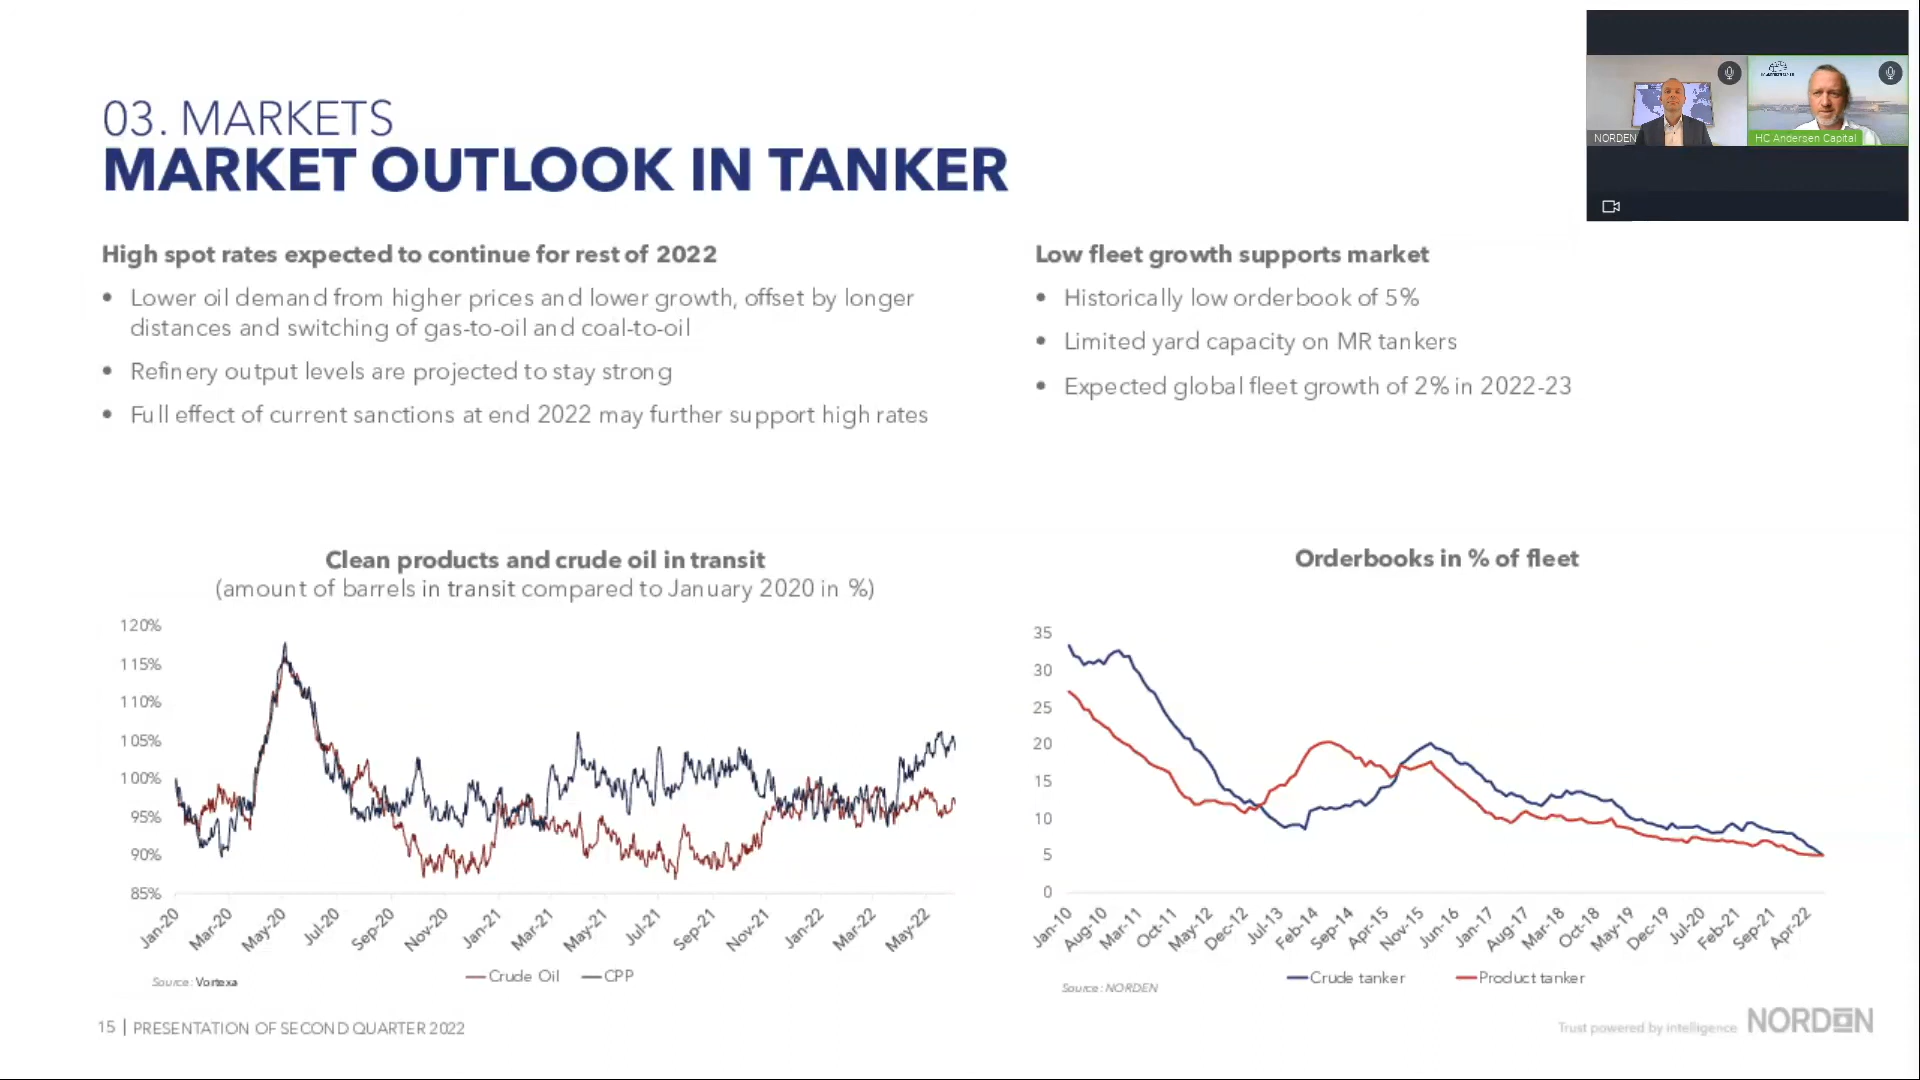 03. MARKETS
MARKET OUTLOOK IN TANKER
NORDEN
HC Andersen Capital
High spot rates expected to continue for rest of 2022
• Lower oil demand from higher prices and lower growth, offset by longer
distances and switching of gas-to-oil and coal-to-oil
• Refinery output levels are projected to stay strong
• Full effect of current sanctions at end 2022 may further support high rates
Low fleet growth supports market
• Historically low orderbook of 5%
• Limited yard capacity on MR tankers
• Expected global fleet growth of 2% in 2022-23
Clean products and crude oil in transit
(amount of barrels in transit compared to January 2020 in %)
120%
115%
110%
105%
100%
95%
90%
85%
Jan-20 Mar-20 May-20 Jul-20 Sep-20 Nov-20 Jan-21 Mar-21 May-21 Jul-21 Sep-21 Nov-21 Jan-22 Mar-22 May-22
Crude Oil CPP
Source: Vortexa
Orderbooks in % of fleet
35
30
25
20
15
10
5
0
Jan-10 Aug-10 Mar-11 Oct-11 May-12 Dec-12 Jul-13 Feb-14 Sep-14 Apr-15 Nov-15 Jun-16 Jan-17 Aug-17 Mar-18 Oct-18 May-19 Dec-19 Jul-20 Feb-21 Sep-21 Apr-22
Crude tanker Product tanker
Source: NORDEN
15 | PRESENTATION OF SECOND QUARTER 2022
Trust powered by intelligence NORDEN